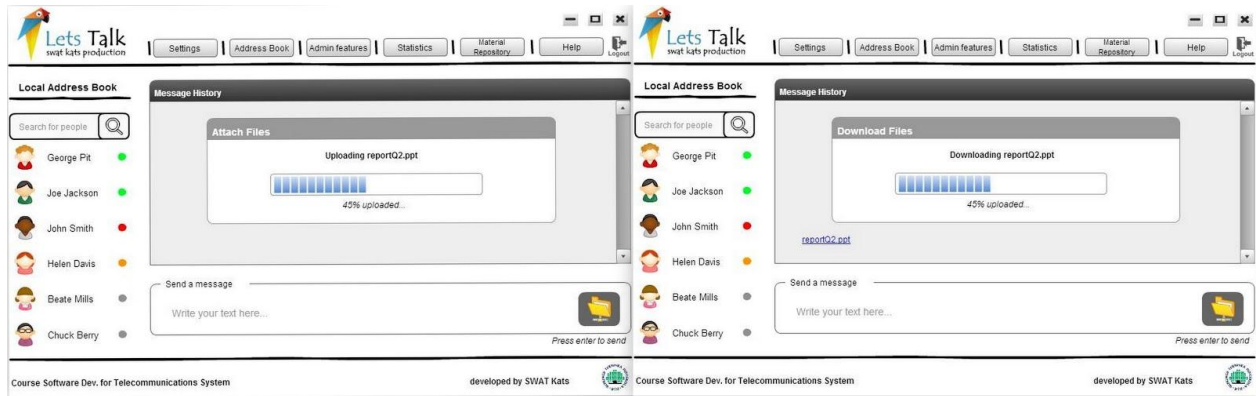 Lets Talk
swat kats production
Settings
Address Book
Admin features
Statistics
Material
Repository
Help
Logout
Local Address Book
Search for people
George Pit
Joe Jackson
John Smith
Helen Davis
Beate Mills
Chuck Berry
Message History
Attach Files
Uploading reportQ2.ppt
45% uploaded...
Send a message
Write your text here...
Press enter to send
Course Software Dev. for Telecommunications System
developed by SWAT Kats
Lets Talk
swat kats production
Settings
Address Book
Admin features
Statistics
Material
Repository
Help
Logout
Local Address Book
Search for people
George Pit
Joe Jackson
John Smith
Helen Davis
Beate Mills
Chuck Berry
Message History
Download Files
Downloading reportQ2.ppt
45% uploaded...
reportQ2.ppt
Send a message
Write your text here...
Press enter to send
Course Software Dev. for Telecommunications System
developed by SWAT Kats